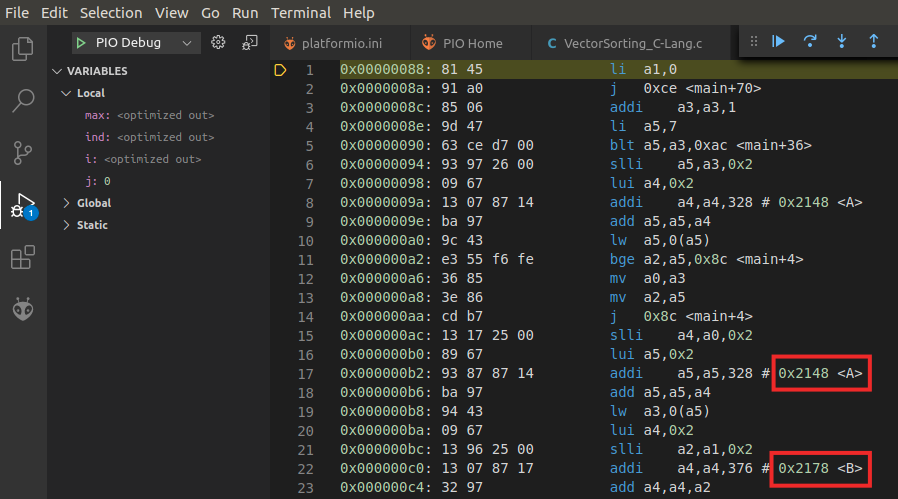 File Edit Selection View Go Run Terminal Help
PIO Debug
platformio.ini PIO Home C VectorSorting_C-Lang.c
VARIABLES
Local
max: <optimized out>
ind: <optimized out>
i: <optimized out>
j: 0
Global
Static
1
1 0x00000088: 81 45 li a1,0
2 0x0000008a: 91 a0 j 0xce <main+70>
3 0x0000008c: 85 06 addi a3,a3,1
4 0x0000008e: 9d 47 li a5,7
5 0x00000090: 63 ce d7 00 blt a5,a3,0xac <main+36>
6 0x00000094: 93 97 26 00 slli a5,a3,0x2
7 0x00000098: 09 67 lui a4,0x2
8 0x0000009a: 13 07 87 14 addi a4,a4,328 # 0x2148 <A>
9 0x0000009e: ba 97 add a5,a5,a4
10 0x000000a0: 9c 43 lw a5,0(a5)
11 0x000000a2: e3 55 f6 fe bge a2,a5,0x8c <main+4>
12 0x000000a6: 36 85 mv a0,a3
13 0x000000a8: 3e 86 mv a2,a5
14 0x000000aa: cd b7 j 0x8c <main+4>
15 0x000000ac: 13 17 25 00 slli a4,a0,0x2
16 0x000000b0: 89 67 lui a5,0x2
17 0x000000b2: 93 87 87 14 addi a5,a5,328 # 0x2148 <A>
18 0x000000b6: ba 97 add a5,a5,a4
19 0x000000b8: 94 43 lw a3,0(a5)
20 0x000000ba: 09 67 lui a4,0x2
21 0x000000bc: 13 96 25 00 slli a2,a1,0x2
22 0x000000c0: 13 07 87 17 addi a4,a4,376 # 0x2178 <B>
23 0x000000c4: 32 97 add a4,a4,a2